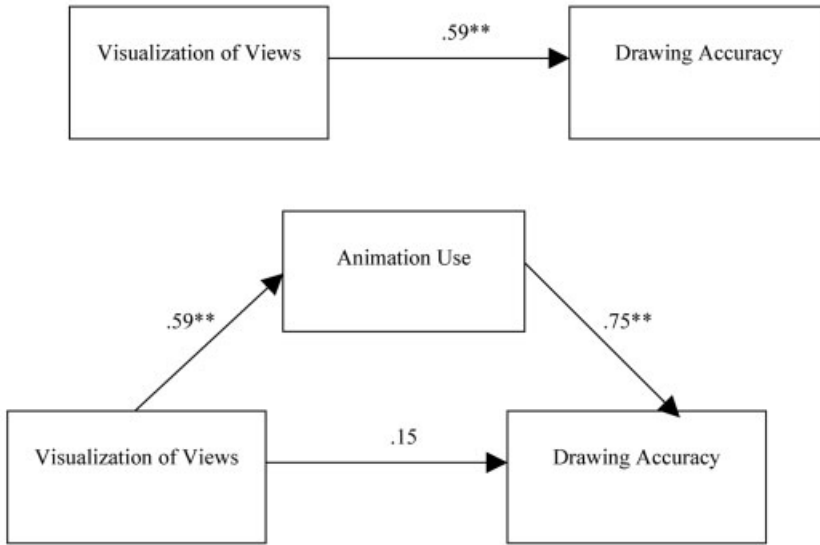 .59**
Visualization of Views
Drawing Accuracy
Animation Use
.59**
.75**
.15
Visualization of Views
Drawing Accuracy